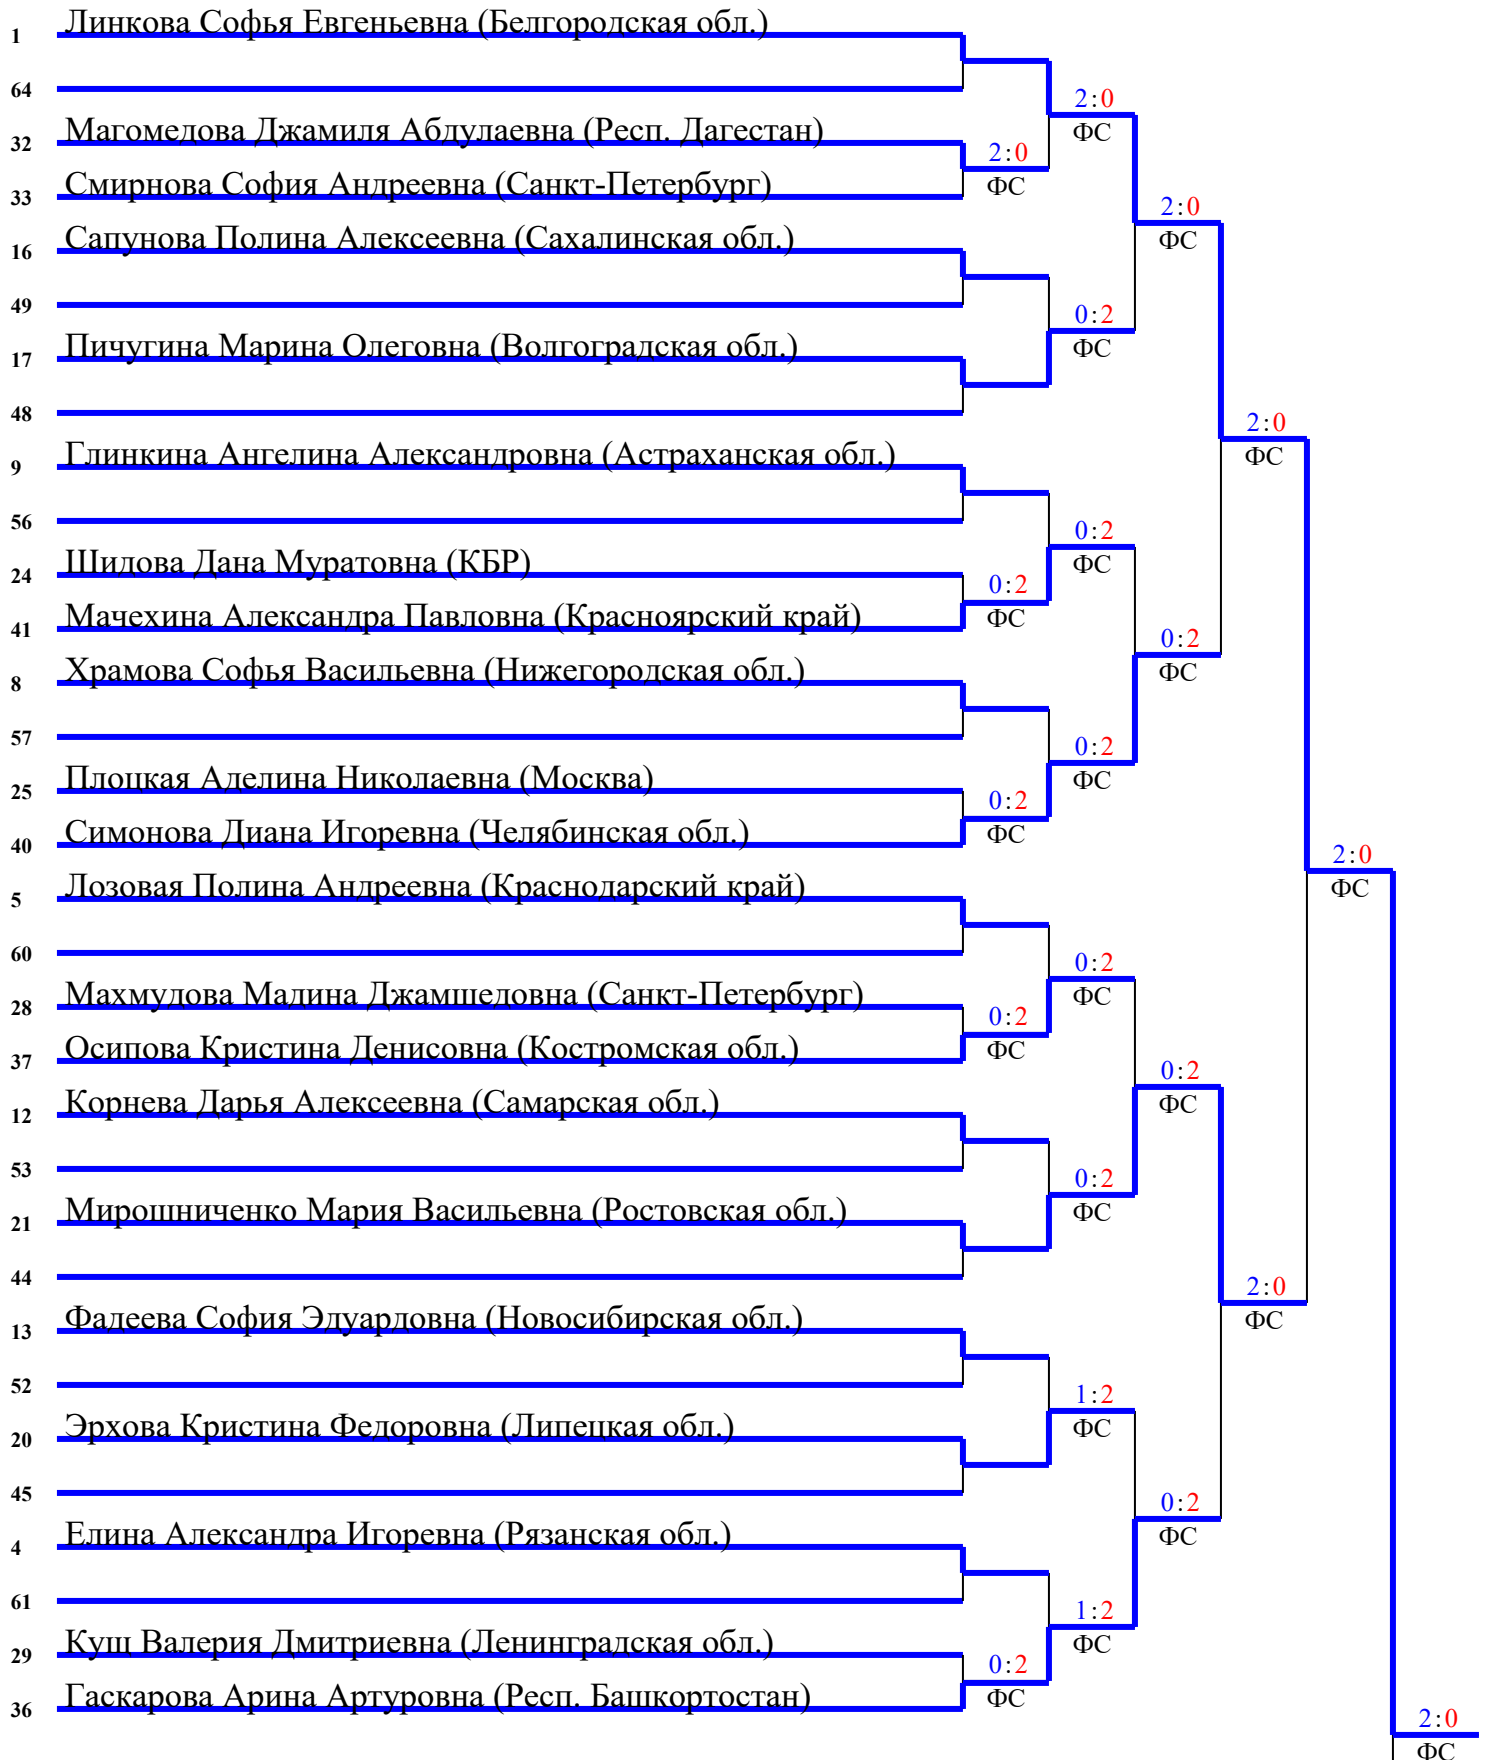 Линкова Софья Евгеньевна (Белгородская обл.)
1
64
2:0
ФС
Магомедова Джамиля Абдулаевна (Респ. Дагестан)
32
2:0
ФС
Смирнова София Андреевна (Санкт-Петербург)
33
2:0
ФС
Сапунова Полина Алексеевна (Сахалинская обл.)
16
49
0:2
ФС
Пичугина Марина Олеговна (Волгоградская обл.)
17
48
2:0
ФС
Глинкина Ангелина Александровна (Астраханская обл.)
9
56
0:2
ФС
Шидова Дана Муратовна (КБР)
24
0:2
ФС
Мачехина Александра Павловна (Красноярский край)
41
0:2
ФС
Храмова Софья Васильевна (Нижегородская обл.)
8
57
0:2
ФС
Плоцкая Аделина Николаевна (Москва)
25
0:2
ФС
Симонова Диана Игоревна (Челябинская обл.)
40
2:0
ФС
Лозовая Полина Андреевна (Краснодарский край)
5
60
0:2
ФС
Махмудова Мадина Джамшедовна (Санкт-Петербург)
28
0:2
ФС
Осипова Кристина Денисовна (Костромская обл.)
37
0:2
ФС
Корнева Дарья Алексеевна (Самарская обл.)
12
53
0:2
ФС
Мирошниченко Мария Васильевна (Ростовская обл.)
21
44
2:0
ФС
Фадеева София Эдуардовна (Новосибирская обл.)
13
52
1:2
ФС
Эрхова Кристина Федоровна (Липецкая обл.)
20
45
0:2
ФС
Елина Александра Игоревна (Рязанская обл.)
4
61
1:2
ФС
Кущ Валерия Дмитриевна (Ленинградская обл.)
29
0:2
ФС
Гаскарова Арина Артуровна (Респ. Башкортостан)
36
2:0
ФС